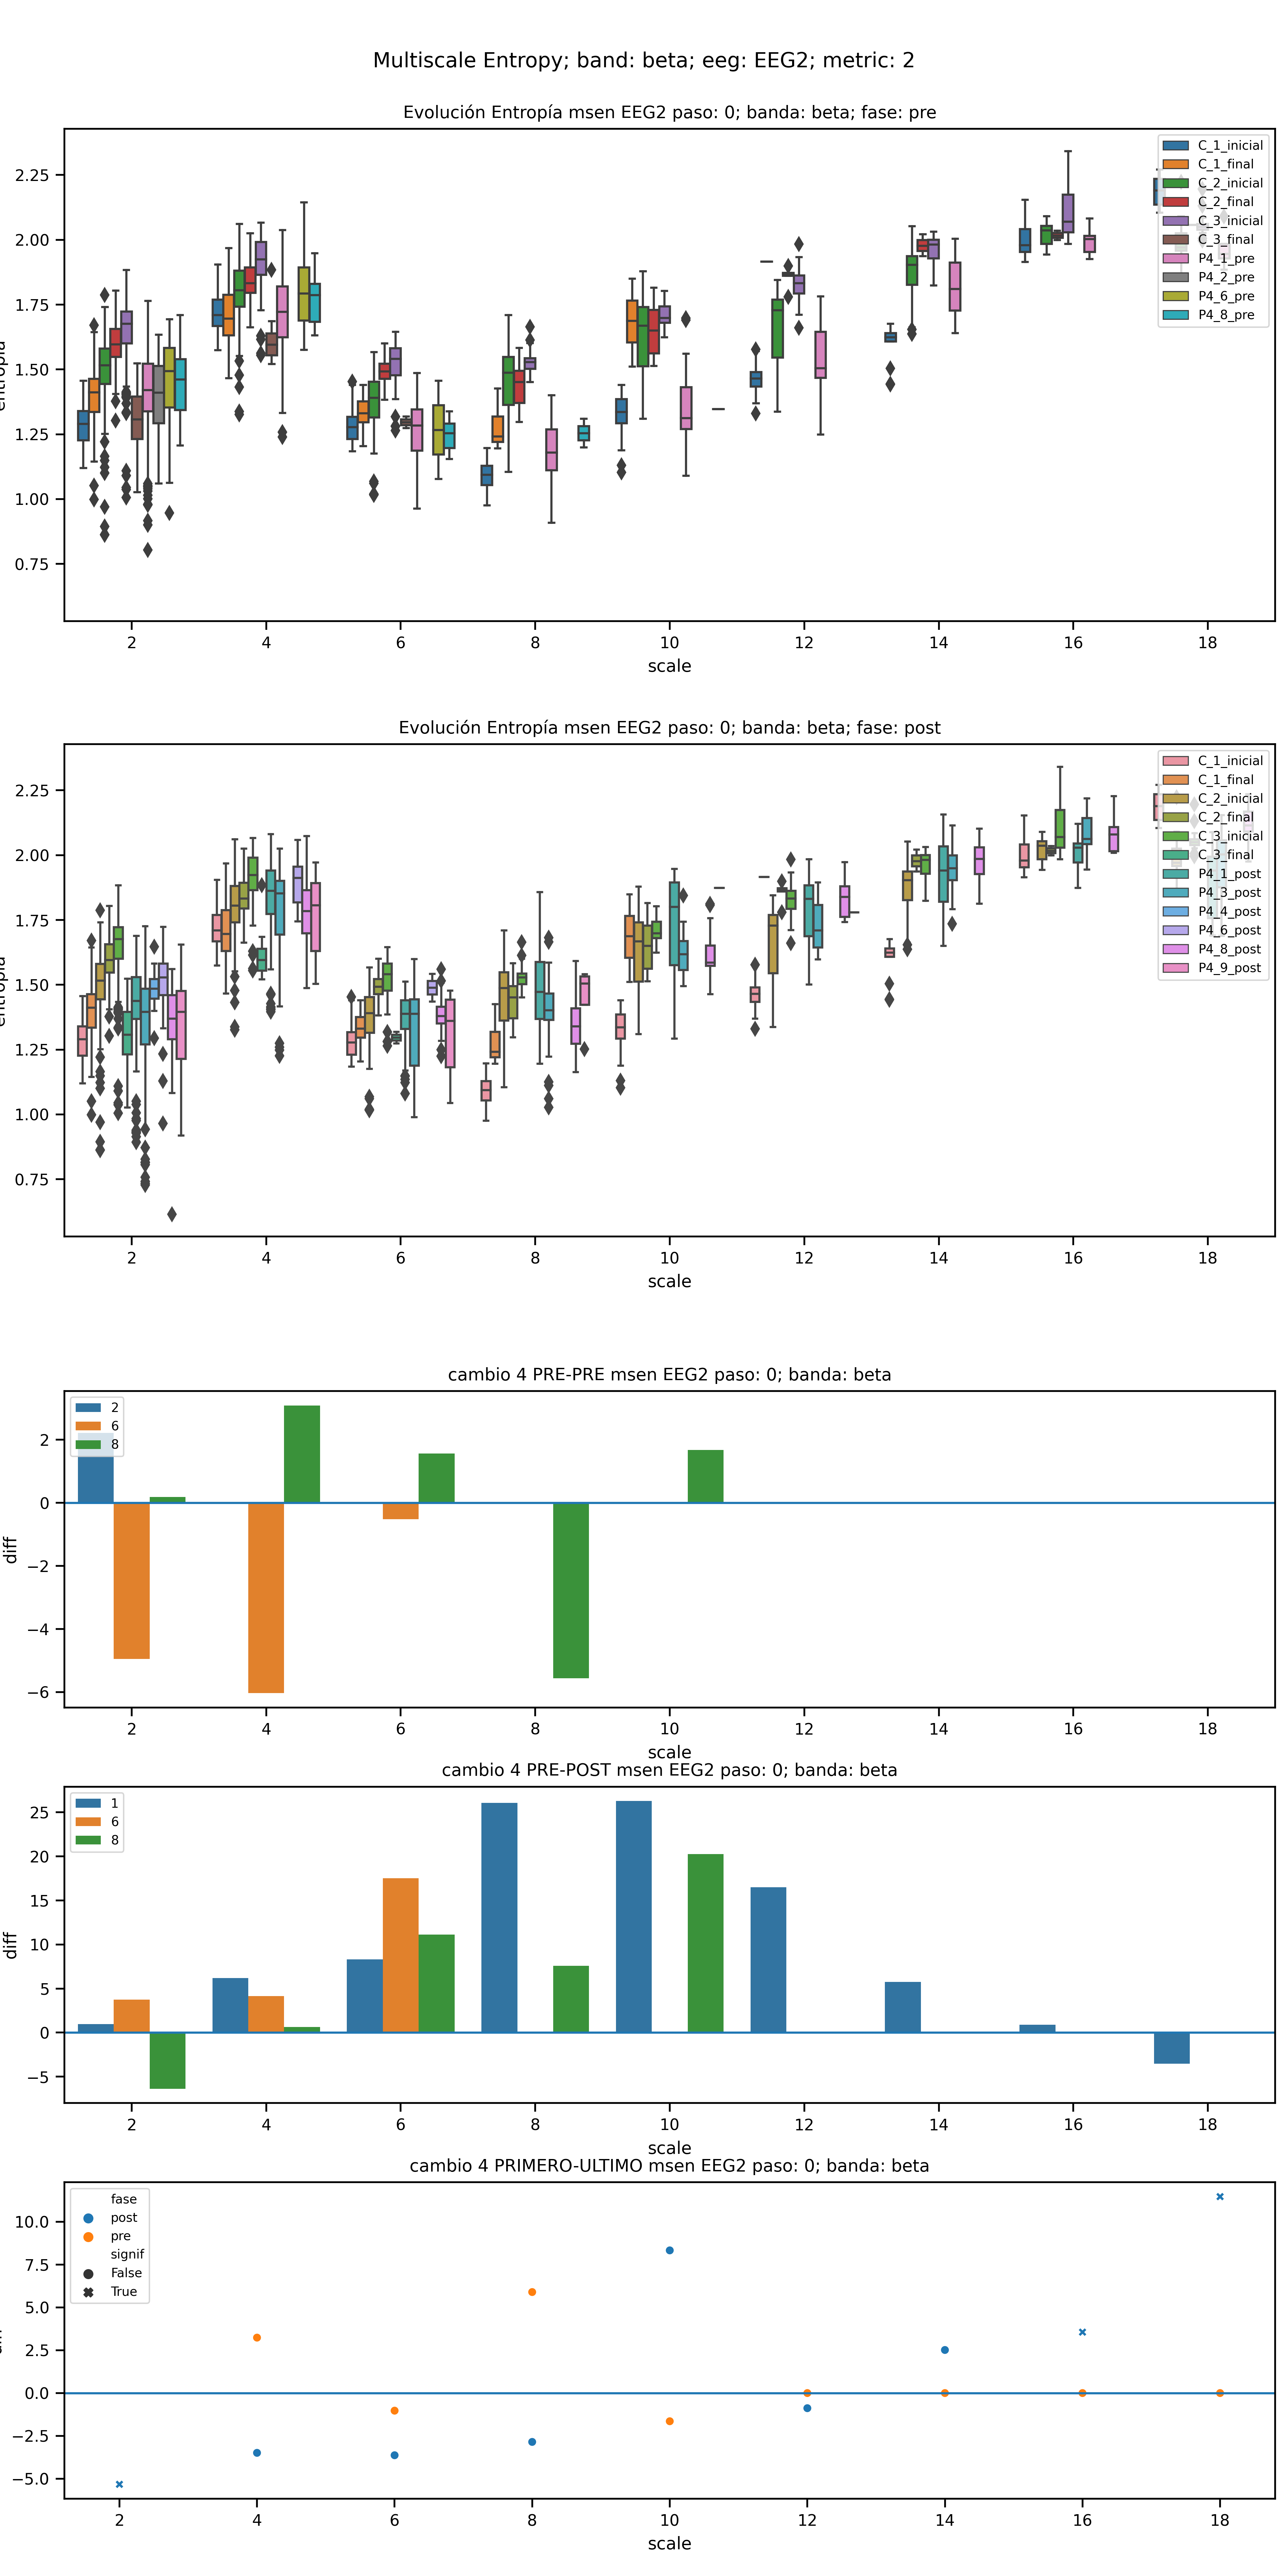 Multiscale Entropy; band: beta; eeg: EEG2; metric: 2
Evolución Entropía msen EEG2 paso: 0; banda: beta; fase: pre
2.25
2.00
1.75
1.50
1.25
1.00
0.75
C_1_inicial
C_1_final
C_2_inicial
C_2_final
C_3_inicial
C_3_final
P4_1_pre
P4_2_pre
P4_6_pre
P4_8_pre
2 4 6 8 10 12 14 16 18
scale
Evolución Entropía msen EEG2 paso: 0; banda: beta; fase: post
2.25
2.00
1.75
1.50
1.25
1.00
0.75
C_1_inicial
C_1_final
C_2_inicial
C_2_final
C_3_inicial
C_3_final
P4_1_post
P4_3_post
P4_4_post
P4_6_post
P4_8_post
P4_9_post
2 4 6 8 10 12 14 16 18
scale
cambio 4 PRE-PRE msen EEG2 paso: 0; banda: beta
2
6
8
diff
2
0
−2
−4
−6
2 4 6 8 10 12 14 16 18
scale
cambio 4 PRE-POST msen EEG2 paso: 0; banda: beta
1
6
8
diff
25
20
15
10
5
0
−5
2 4 6 8 10 12 14 16 18
scale
cambio 4 PRIMERO-ULTIMO msen EEG2 paso: 0; banda: beta
fase
post
pre
signif
False
True
10.0
7.5
5.0
2.5
0.0
−2.5
−5.0
2 4 6 8 10 12 14 16 18
scale